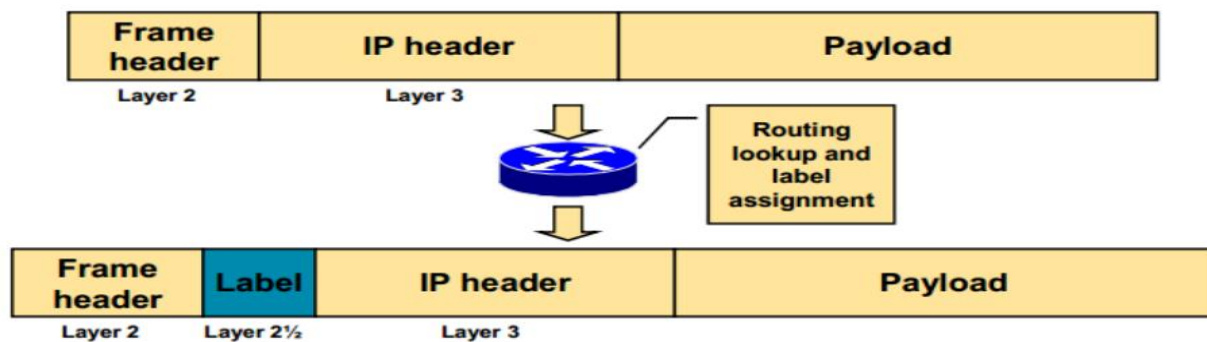 Frame
header
IP header
Payload
Layer 2
Layer 3
Routing
lookup and
label
assignment
Frame
header
Label
IP header
Payload
Layer 2
Layer 2½
Layer 3